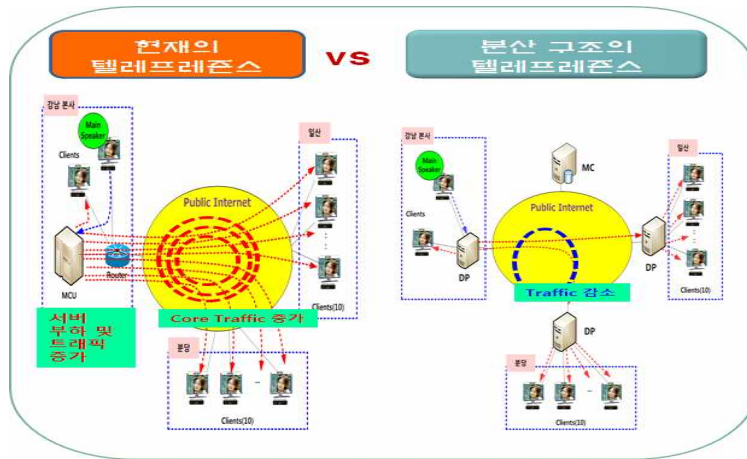 현재의
텔레프레즌스
vs
분산 구조의
텔레프레즌스
강남 본사
Main
Speaker
Clients
MCU
Router
Public Internet
일산
Clients(10)
서버
부하 및
트래픽
증가
Core Traffic 증가
분당
Clients(10)
강남 본사
Main
Speaker
Clients
DP
MC
Public Internet
일산
DP
Clients(10)
Traffic 감소
DP
분당
Clients(10)